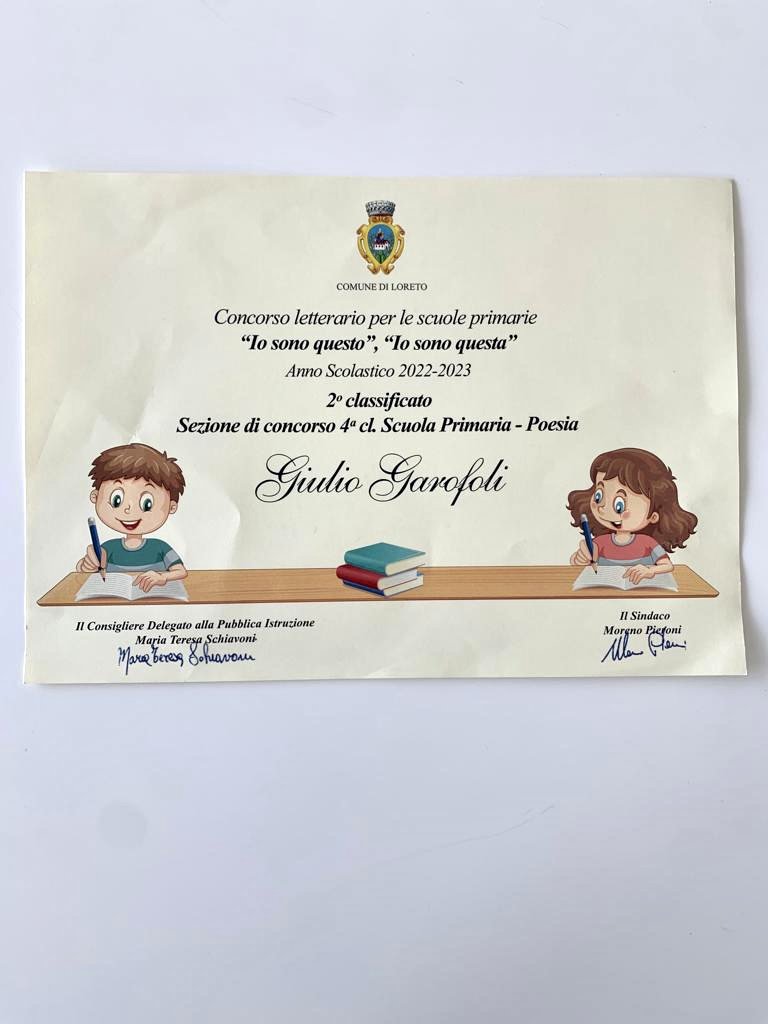 COMUNE DI LORETO
Concorso letterario per le scuole primarie
“Io sono questo”, “Io sono questa”
Anno Scolastico 2022-2023
2º classificato
Sezione di concorso 4ª cl. Scuola Primaria - Poesia
Giulio Garofoli
Il Consigliere Delegato alla Pubblica Istruzione
Maria Teresa Schiavoni
Maria Teresa Schiavoni
Il Sindaco
Moreno Pieroni